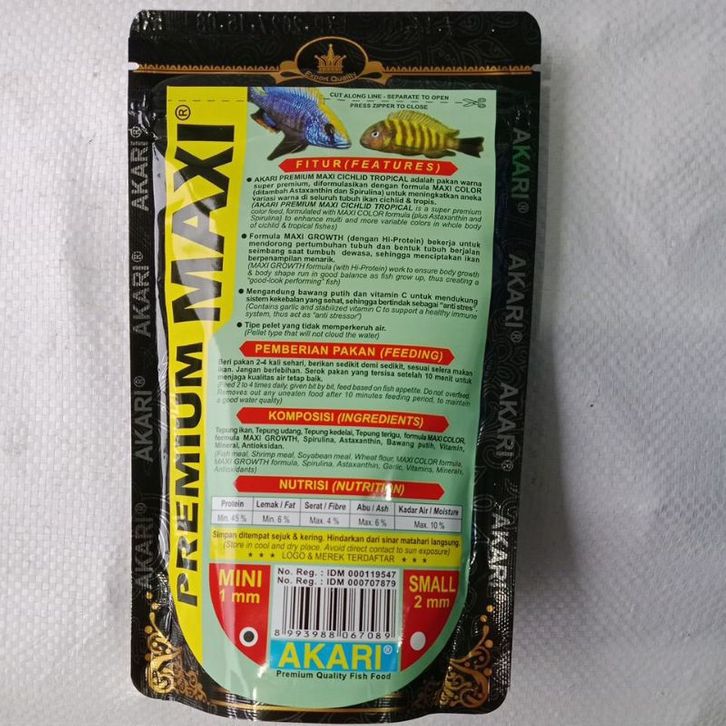 Export Quality
CUT ALONG LINE - SEPARATE TO OPEN
PRESS ZIPPER TO CLOSE
PREMIUM MAXI®
FITUR (FEATURES)
● AKARI PREMIUM MAXI CICHLID TROPICAL adalah pakan warna
super premium, diformulasikan dengan formula MAXI COLOR
(ditambah Astaxanthin dan Spirulina) untuk meningkatkan aneka
variasi warna di seluruh tubuh ikan cichlid & tropis.
(AKARI PREMIUM MAXI CICHLID TROPICAL is a super premium
color feed, formulated with MAXI COLOR formula (plus Astaxanthin and
Spirulina) to enhance multi and more variable colors in whole body
of cichlid & tropical fishes)
● Formula MAXI GROWTH (dengan Hi-Protein) bekerja untuk
mendorong pertumbuhan tubuh dan bentuk tubuh berjalan
seimbang saat tumbuh dewasa, sehingga menciptakan ikan
berpenampilan menarik.
(MAXI GROWTH formula (with Hi-Protein) work to ensure body growth
& body shape run in good balance as fish grow up, thus creating a
"good-look performing" fish)
● Mengandung bawang putih dan vitamin C untuk mendukung
sistem kekebalan yang sehat, sehingga bertindak sebagai "anti stres".
(Contains garlic and stabilized vitamin C to support a healthy immune
system, thus act as "anti stressor")
● Tipe pelet yang tidak memperkeruh air.
(Pellet type that will not cloud the water)
PEMBERIAN PAKAN (FEEDING)
Beri pakan 2-4 kali sehari, berikan sedikit demi sedikit, sesuai selera makan
ikan. Jangan berlebihan. Serok pakan yang tersisa setelah 10 menit untuk
menjaga kualitas air tetap baik.
(Feed 2 to 4 times daily, given bit by bit, feed based on fish appetite. Do not overfeed.
Removes out any uneaten food after 10 minutes feeding period, to maintain
a good water quality)
KOMPOSISI (INGREDIENTS)
Tepung ikan, Tepung udang, Tepung kedelai, Tepung terigu, formula MAXI COLOR,
formula MAXI GROWTH, Spirulina, Astaxanthin, Bawang putih, Vitamin,
Mineral, Antioksidan.
(Fish meal, Shrimp meal, Soyabean meal, Wheat flour, MAXI COLOR formula,
MAXI GROWTH formula, Spirulina, Astaxanthin, Garlic, Vitamins, Minerals,
Antioxidants)
NUTRISI (NUTRITION)
Protein Lemak / Fat Serat / Fibre Abu / Ash Kadar Air / Moisture
Min. 45 % Min. 6 % Max. 4 % Max. 6 % Max. 10 %
Simpan ditempat sejuk & kering. Hindarkan dari sinar matahari langsung.
(Store in cool and dry place. Avoid direct contact to sun exposure)
★ ★ ★ LOGO & MEREK TERDAFTAR ★ ★ ★
No. Reg. : IDM 000119547
No. Reg. : IDM 000707879
MINI
1 mm
SMALL
2 mm
8 993988 067089
AKARI®
Premium Quality Fish Food
AKARI®
AKARI®
AKARI®
AKARI®
AKARI®
AKARI®
AKARI®
AKARI®